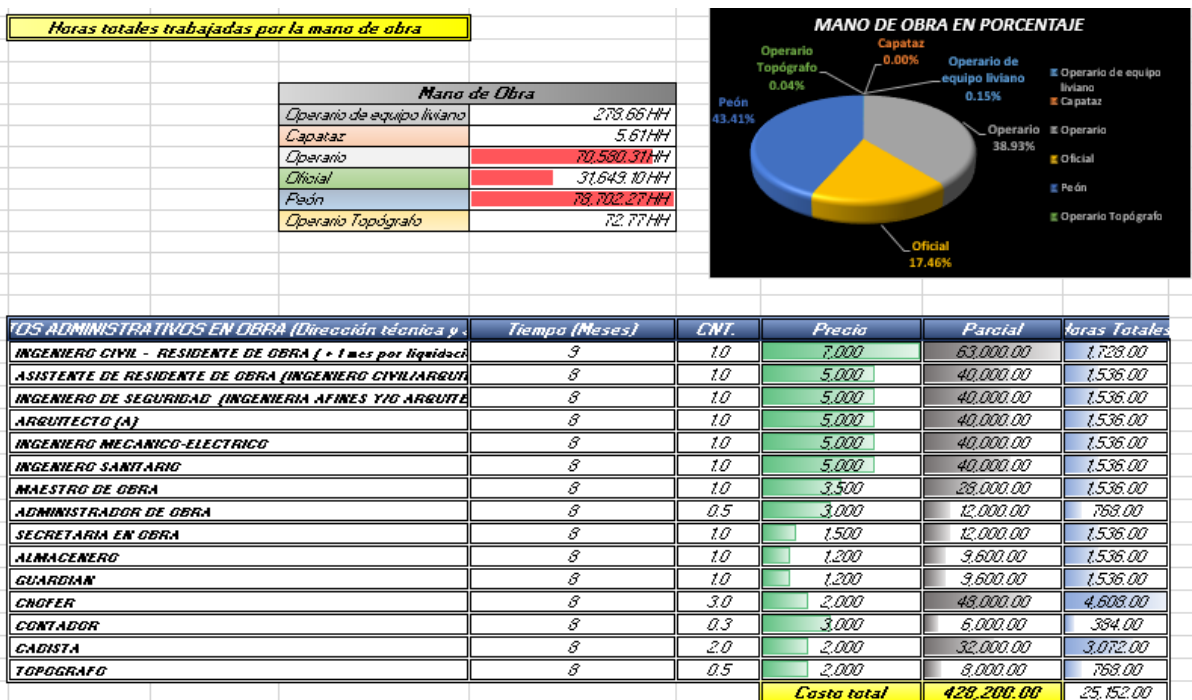 Horas totales trabajadas por la mano de obra
MANO DE OBRA EN PORCENTAJE
Capataz
0.00%
Operario
Topógrafo
0.04%
Operario de
equipo liviano
0.15%
Peón
43.41%
Operario
38.93%
Oficial
17.46%
Operario de equipo
liviano
Capataz
Operario
Oficial
Peón
Operario Topógrafo
Mano de Obra
Operario de equipo liviano 278.66 HH
Capataz 5.61 HH
Operario 70,580.31 HH
Oficial 31,649.10 HH
Peón 78,702.27 HH
Operario Topógrafo 72.77 HH
TOS ADMINISTRATIVOS EN OBRA (Dirección técnica y Tiempo (Meses) CNT. Precio Parcial Horas Totales
INGENIERO CIVIL - RESIDENTE DE OBRA ( + 1 mes por liquidaci 9 1.0 7,000 63,000.00 1,728.00
ASISTENTE DE RESIDENTE DE OBRA (INGENIERO CIVIL/ARQUIT 8 1.0 5,000 40,000.00 1,536.00
INGENIERO DE SEGURIDAD (INGENIERIA AFINES Y/O ARQUITE 8 1.0 5,000 40,000.00 1,536.00
ARQUITECTO (A) 8 1.0 5,000 40,000.00 1,536.00
INGENIERO MECANICO-ELECTRICO 8 1.0 5,000 40,000.00 1,536.00
INGENIERO SANITARIO 8 1.0 5,000 40,000.00 1,536.00
MAESTRO DE OBRA 8 1.0 3,500 28,000.00 1,536.00
ADMINISTRADOR DE OBRA 8 0.5 3,000 12,000.00 768.00
SECRETARIA EN OBRA 8 1.0 1,500 12,000.00 1,536.00
ALMACENERO 8 1.0 1,200 9,600.00 1,536.00
GUARDIAN 8 1.0 1,200 9,600.00 1,536.00
CHOFER 8 3.0 2,000 48,000.00 4,608.00
CONTADOR 8 0.3 3,000 6,000.00 384.00
CADISTA 8 2.0 2,000 32,000.00 3,072.00
TOPOGRAFO 8 0.5 2,000 8,000.00 768.00
Costo total 428,200.00 25,152.00